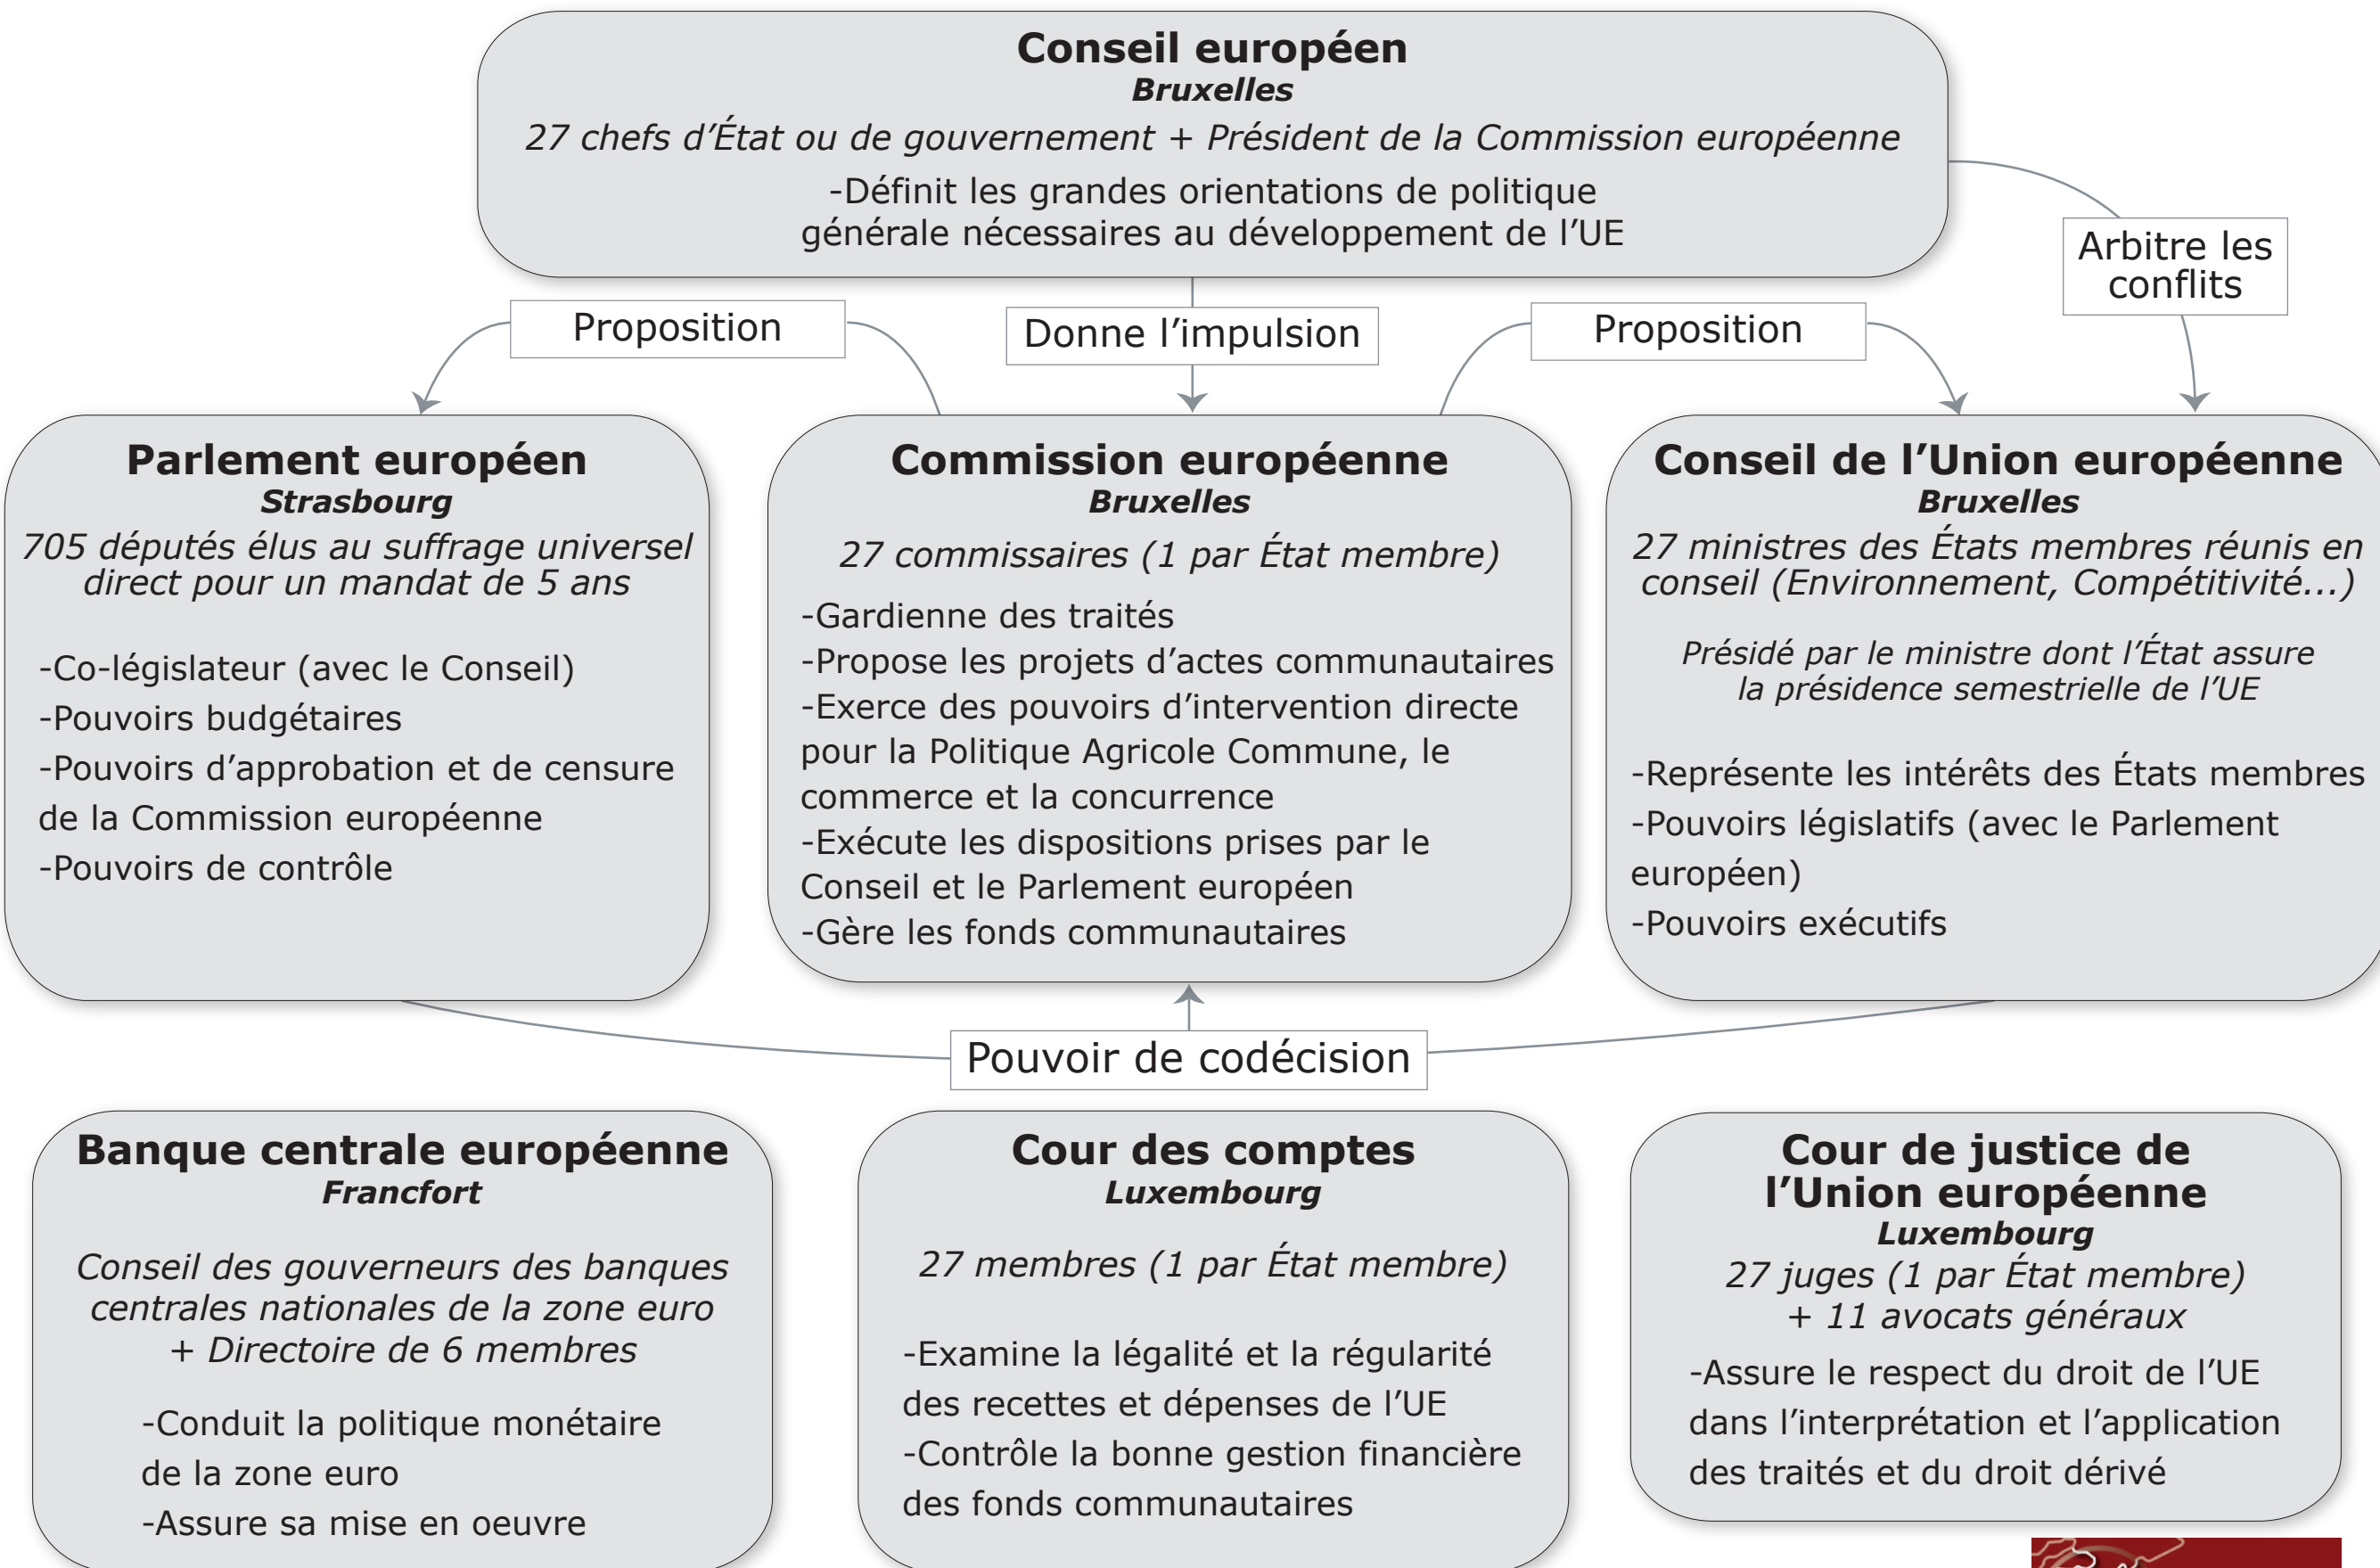 Conseil européen
Bruxelles
27 chefs d’État ou de gouvernement + Président de la Commission européenne
-Définit les grandes orientations de politique
générale nécessaires au développement de l’UE
Arbitre les
conflits
Proposition
Donne l’impulsion
Proposition
Parlement européen
Strasbourg
705 députés élus au suffrage universel
direct pour un mandat de 5 ans
-Co-législateur (avec le Conseil)
-Pouvoirs budgétaires
-Pouvoirs d’approbation et de censure
de la Commission européenne
-Pouvoirs de contrôle
Commission européenne
Bruxelles
27 commissaires (1 par État membre)
-Gardienne des traités
-Propose les projets d’actes communautaires
-Exerce des pouvoirs d’intervention directe
pour la Politique Agricole Commune, le
commerce et la concurrence
-Exécute les dispositions prises par le
Conseil et le Parlement européen
-Gère les fonds communautaires
Conseil de l’Union européenne
Bruxelles
27 ministres des États membres réunis en
conseil (Environnement, Compétitivité...)
Présidé par le ministre dont l’État assure
la présidence semestrielle de l’UE
-Représente les intérêts des États membres
-Pouvoirs législatifs (avec le Parlement
européen)
-Pouvoirs exécutifs
Pouvoir de codécision
Banque centrale européenne
Francfort
Conseil des gouverneurs des banques
centrales nationales de la zone euro
+ Directoire de 6 membres
-Conduit la politique monétaire
de la zone euro
-Assure sa mise en oeuvre
Cour des comptes
Luxembourg
27 membres (1 par État membre)
-Examine la légalité et la régularité
des recettes et dépenses de l’UE
-Contrôle la bonne gestion financière
des fonds communautaires
Cour de justice de
l’Union européenne
Luxembourg
27 juges (1 par État membre)
+ 11 avocats généraux
-Assure le respect du droit de l’UE
dans l’interprétation et l’application
des traités et du droit dérivé